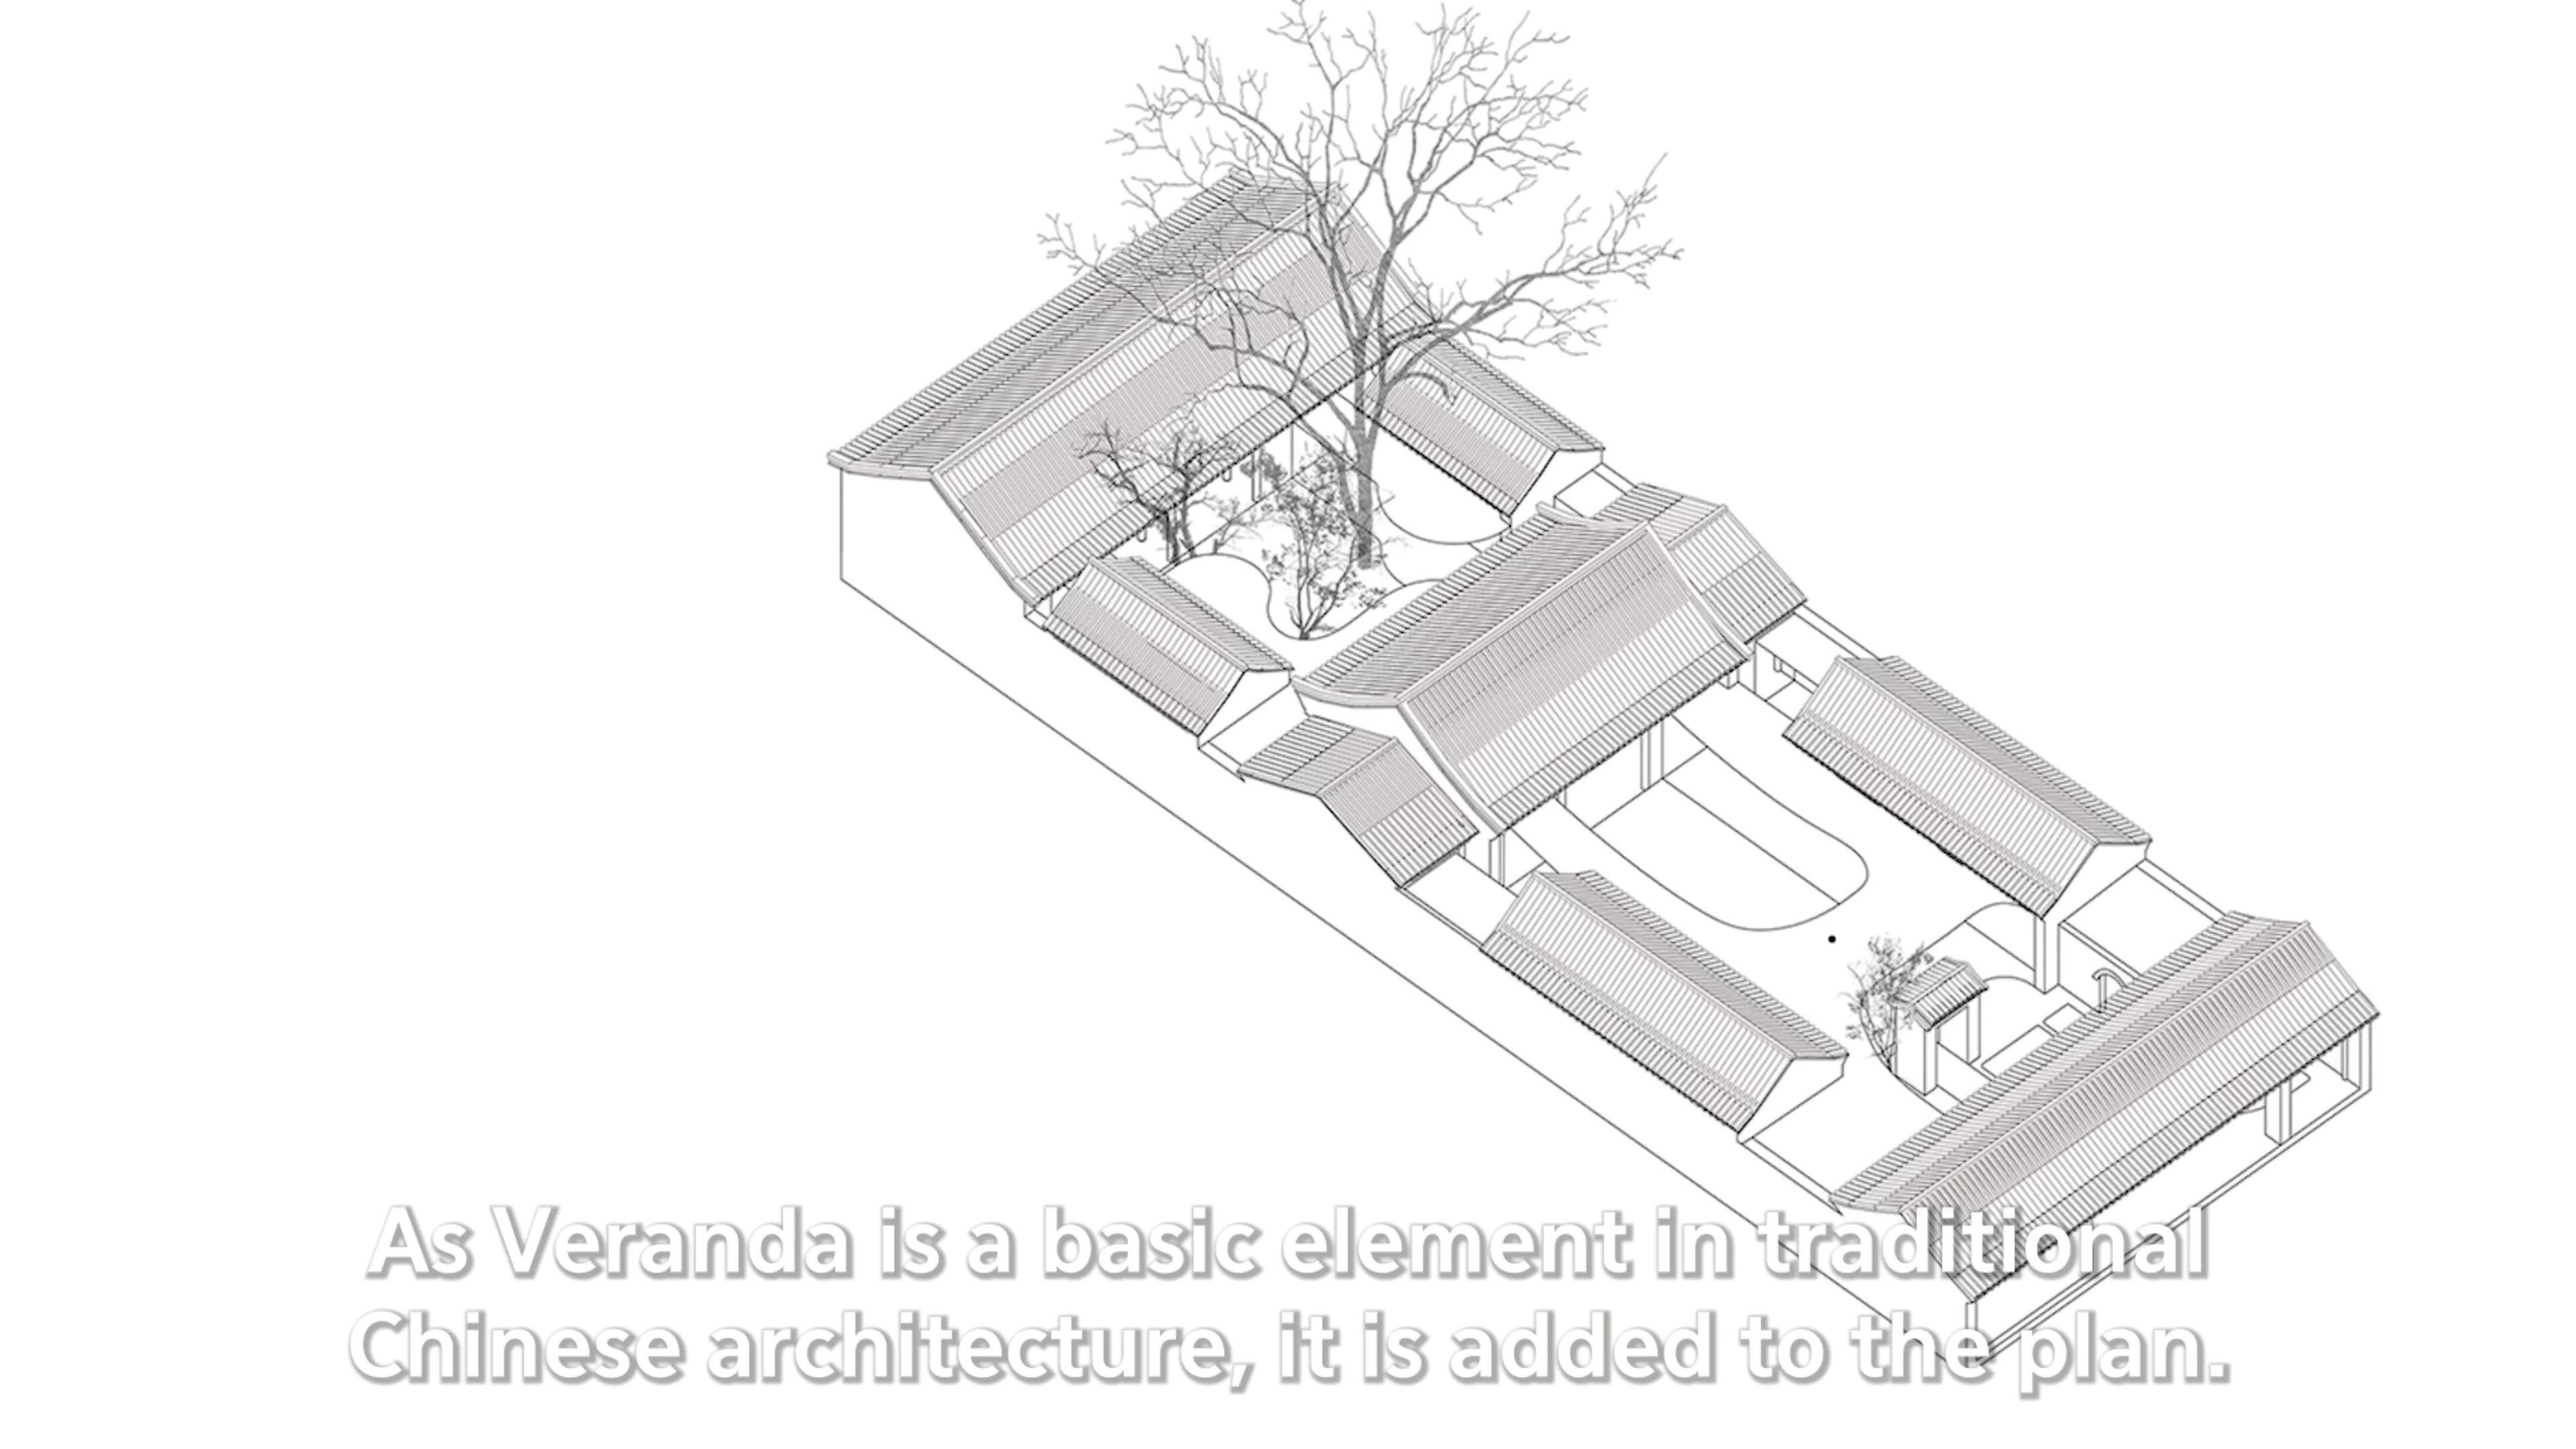 As Veranda is a basic element in traditional
Chinese architecture, it is added to the plan.